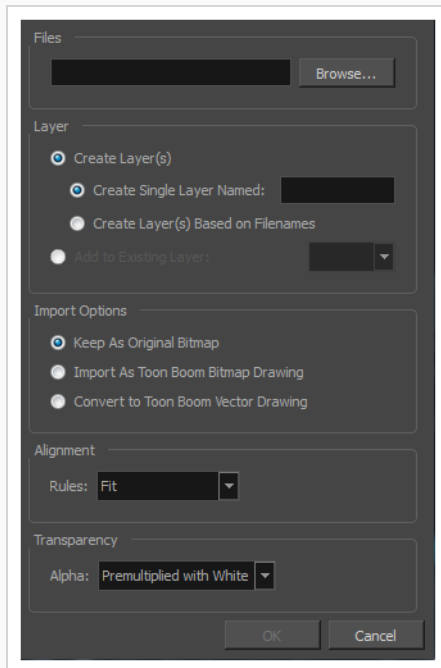 Files
Browse...
Layer
Create Layer(s)
Create Single Layer Named:
Create Layer(s) Based on Filenames
Add to Existing Layer:
Import Options
Keep As Original Bitmap
Import As Toon Boom Bitmap Drawing
Convert to Toon Boom Vector Drawing
Alignment
Rules: Fit
Transparency
Alpha: Premultiplied with White
OK Cancel